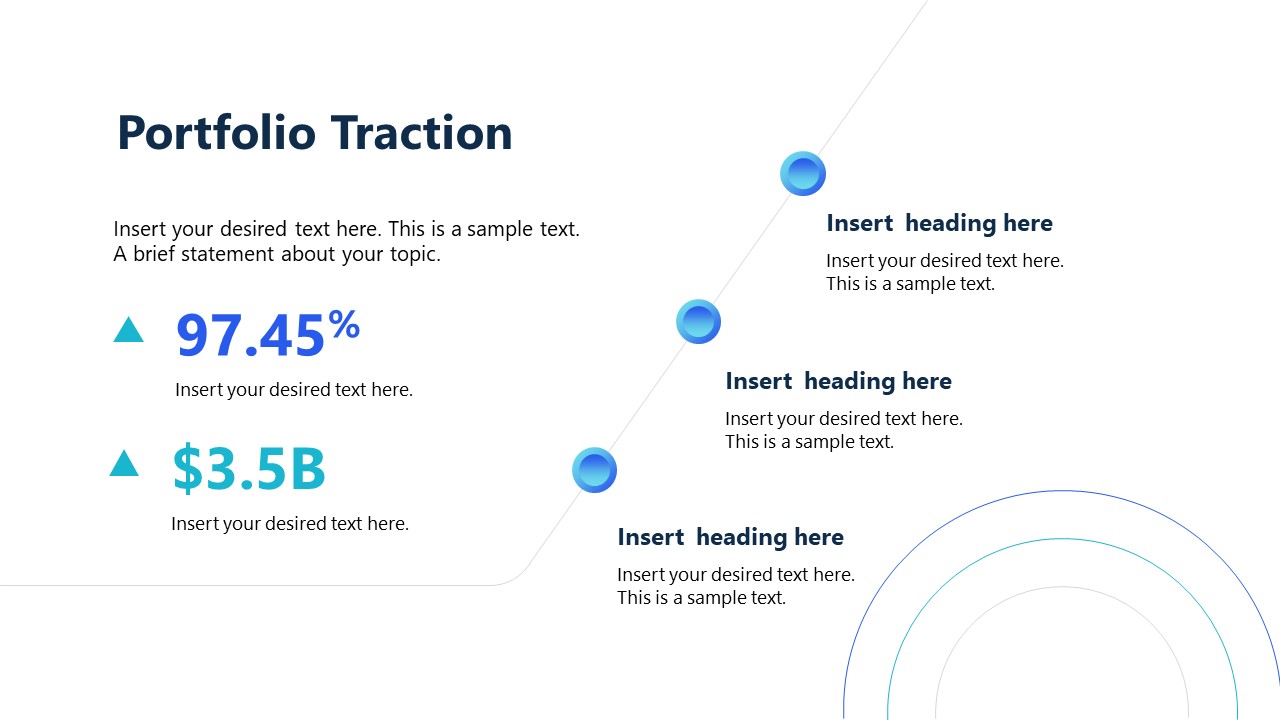 Portfolio Traction
Insert your desired text here. This is a sample text.
A brief statement about your topic.
97.45%
Insert your desired text here.
$3.5B
Insert your desired text here.
Insert heading here
Insert your desired text here.
This is a sample text.
Insert heading here
Insert your desired text here.
This is a sample text.
Insert heading here
Insert your desired text here.
This is a sample text.